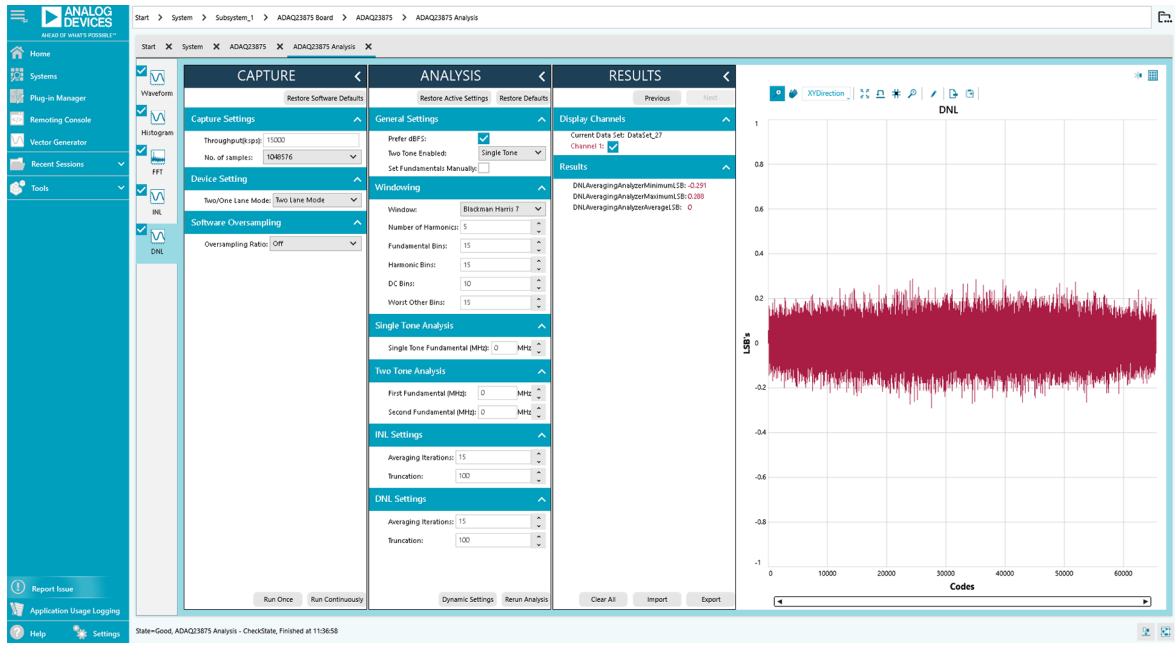 ANALOG
DEVICES
AHEAD OF WHAT'S POSSIBLE™
Start > System > Subsystem_1 > ADAQ23875 Board > ADAQ23875 > ADAQ23875 Analysis
Start X System X ADAQ23875 X ADAQ23875 Analysis X
Home
Systems
Plug-in Manager
Remoting Console
Vector Generator
Recent Sessions
Tools
Report Issue
Application Usage Logging
Help Settings
Waveform
Histogram
FFT
INL
DNL
CAPTURE
Restore Software Defaults
Capture Settings
Throughput(ksps): 15000
No. of samples: 1048576
Device Setting
Two/One Lane Mode: Two Lane Mode
Software Oversampling
Oversampling Ratio: Off
Run Once Run Continuously
ANALYSIS
Restore Active Settings Restore Defaults
General Settings
Prefer dBFS:
Two Tone Enabled: Single Tone
Set Fundamentals Manually:
Windowing
Window: Blackman Harris 7
Number of Harmonics: 5
Fundamental Bins: 15
Harmonic Bins: 15
DC Bins: 10
Worst Other Bins: 15
Single Tone Analysis
Single Tone Fundamental (MHz): 0 MHz
Two Tone Analysis
First Fundamental (MHz): 0 MHz
Second Fundamental (MHz): 0 MHz
INL Settings
Averaging Iterations: 15
Truncation: 100
DNL Settings
Averaging Iterations: 15
Truncation: 100
Dynamic Settings Rerun Analysis
RESULTS
Previous Next
Display Channels
Current Data Set: DataSet_27
Channel 1:
Results
DNLAveragingAnalyzerMinimumLSB: -0.291
DNLAveragingAnalyzerMaximumLSB: 0.288
DNLAveragingAnalyzerAverageLSB: 0
Clear All Import Export
XYDirection
DNL
1
0.8
0.6
0.4
0.2
0
-0.2
-0.4
-0.6
-0.8
-1
LSB's
0 10000 20000 30000 40000 50000 60000
Codes
State=Good, ADAQ23875 Analysis - CheckState, Finished at 11:36:58